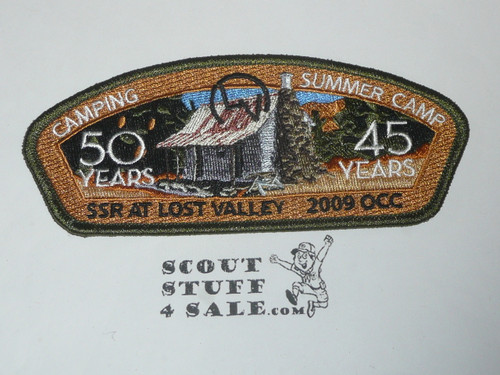 CAMPING
SUMMER CAMP
50 YEARS
45 YEARS
SSR AT LOST VALLEY 2009 OCC
SCOUT
STUFF
4 SALE.com